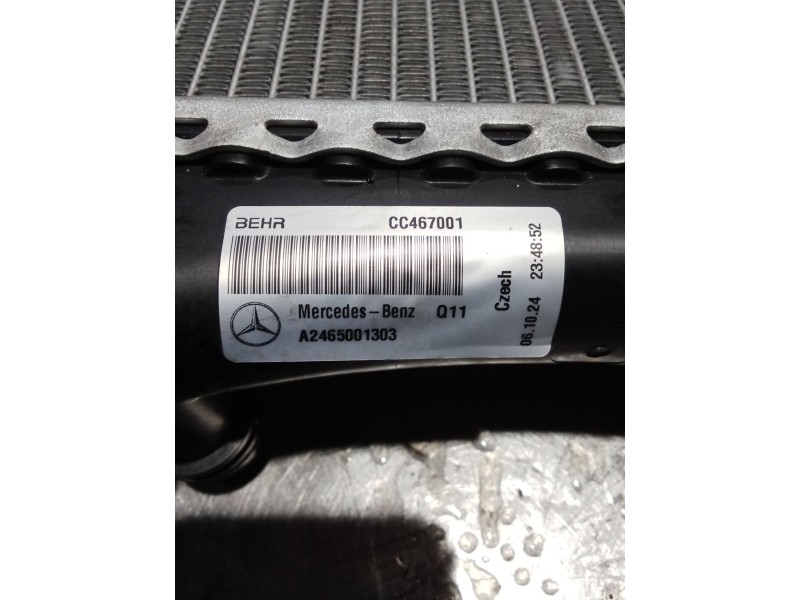 BEHR CC467001
Mercedes-Benz Q11
A2465001303
Czech
06.10.24 23:48:52